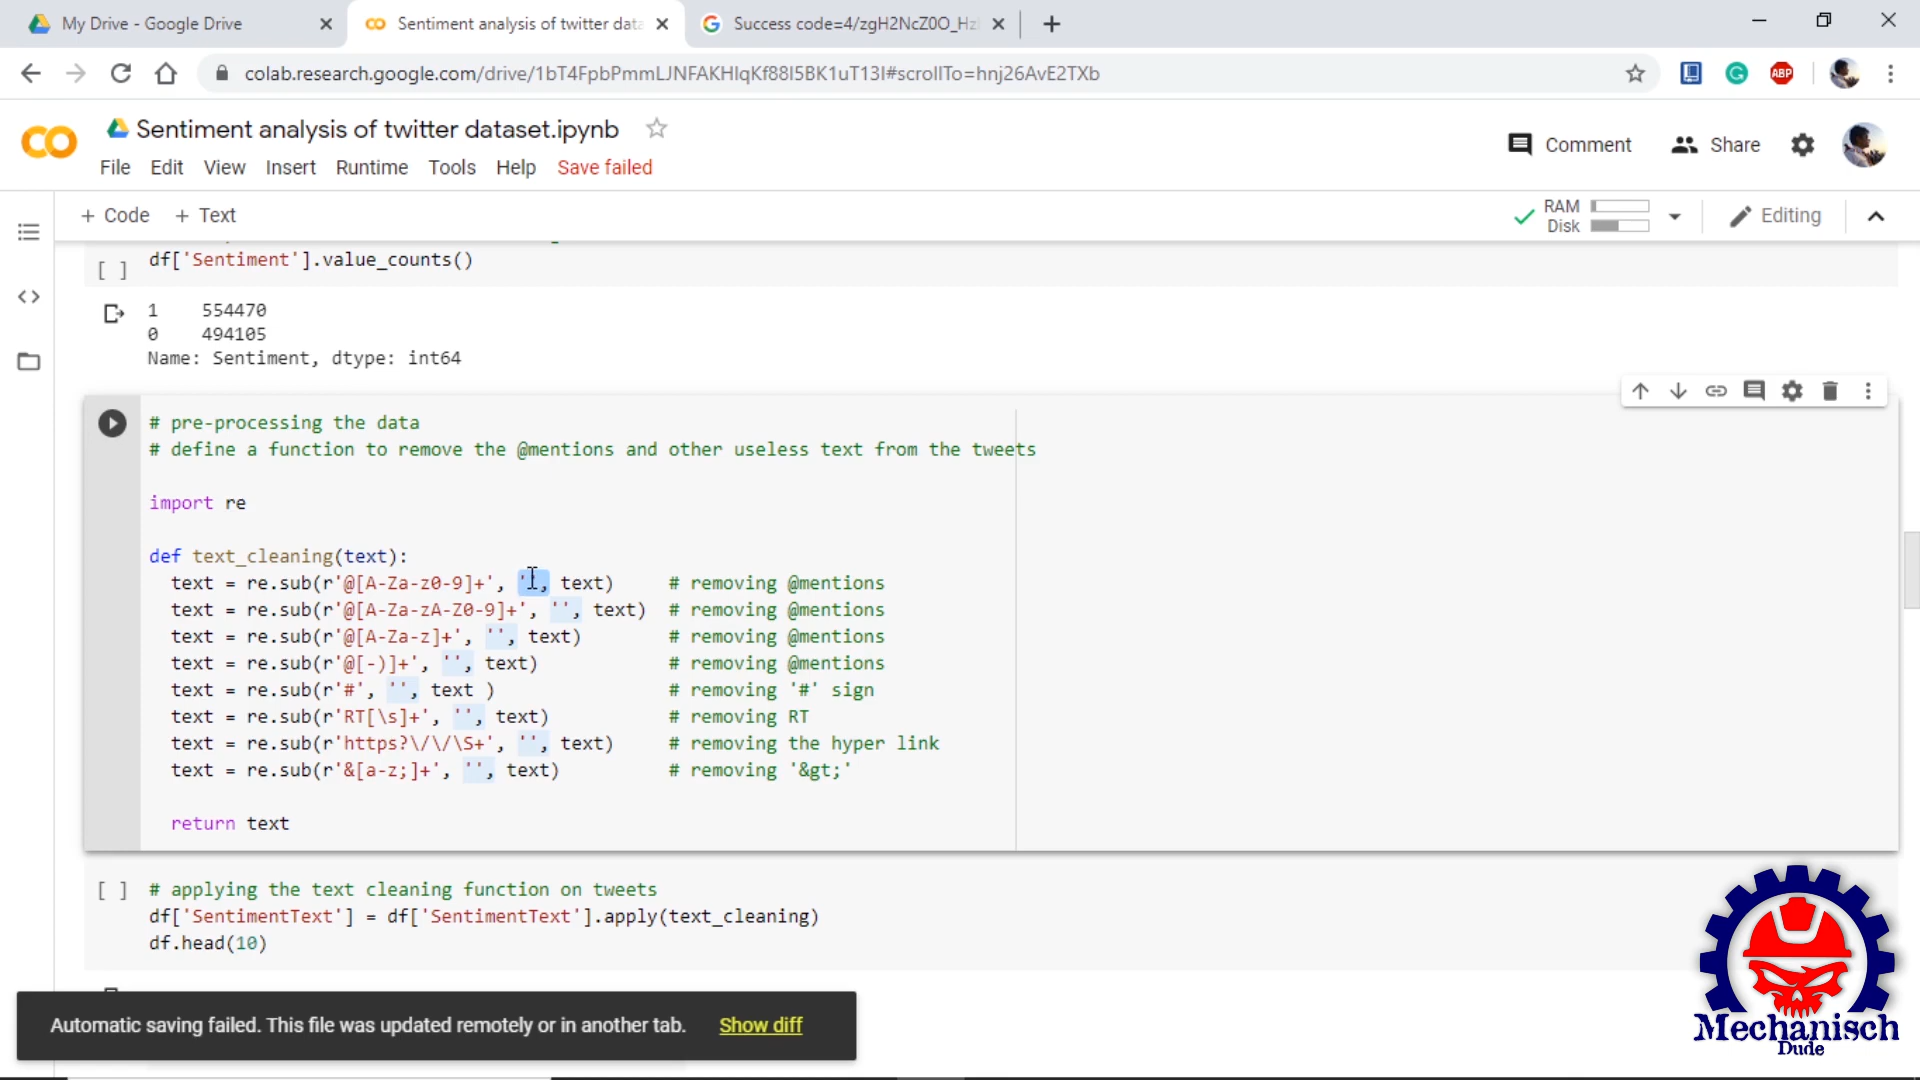 My Drive - Google Drive
Sentiment analysis of twitter data
Success code=4/zgH2NcZ0O_Hz
colab.research.google.com/drive/1bT4FpbPmmLJNFAKHIqKf88I5BK1uT13I#scrollTo=hnj26AvE2TXb
ABP
Sentiment analysis of twitter dataset.ipynb
Comment
Share
File Edit View Insert Runtime Tools Help Save failed
+ Code + Text
RAM
Disk
Editing
[ ] df['Sentiment'].value_counts()
1 554470
0 494105
Name: Sentiment, dtype: int64
# pre-processing the data
# define a function to remove the @mentions and other useless text from the tweets
import re
def text_cleaning(text):
text = re.sub(r'@[A-Za-z0-9]+', '', text) # removing @mentions
text = re.sub(r'@[A-Za-zA-Z0-9]+', '', text) # removing @mentions
text = re.sub(r'@[A-Za-z]+', '', text) # removing @mentions
text = re.sub(r'@[-)]+', '', text) # removing @mentions
text = re.sub(r'#', '', text ) # removing '#' sign
text = re.sub(r'RT[\s]+', '', text) # removing RT
text = re.sub(r'https?\/\/\S+', '', text) # removing the hyper link
text = re.sub(r'&[a-z;]+', '', text) # removing '&gt;'
return text
[ ] # applying the text cleaning function on tweets
df['SentimentText'] = df['SentimentText'].apply(text_cleaning)
df.head(10)
Automatic saving failed. This file was updated remotely or in another tab. Show diff
Mechanisch
Dude